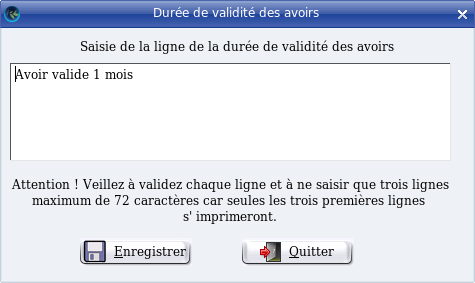 Durée de validité des avoirs
Saisie de la ligne de la durée de validité des avoirs
Avoir valide 1 mois
Attention ! Veillez à validez chaque ligne et à ne saisir que trois lignes
maximum de 72 caractères car seules les trois premières lignes
s' imprimeront.
Enregistrer
Quitter